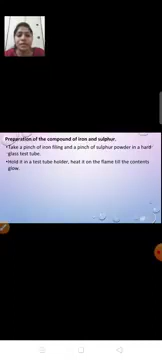 Preparation of the compound of iron and sulphur.
•Take a pinch of iron filing and a pinch of sulphur powder in a hard
glass test tube.
•Hold it in a test tube holder, heat it on the flame till the contents
glow.